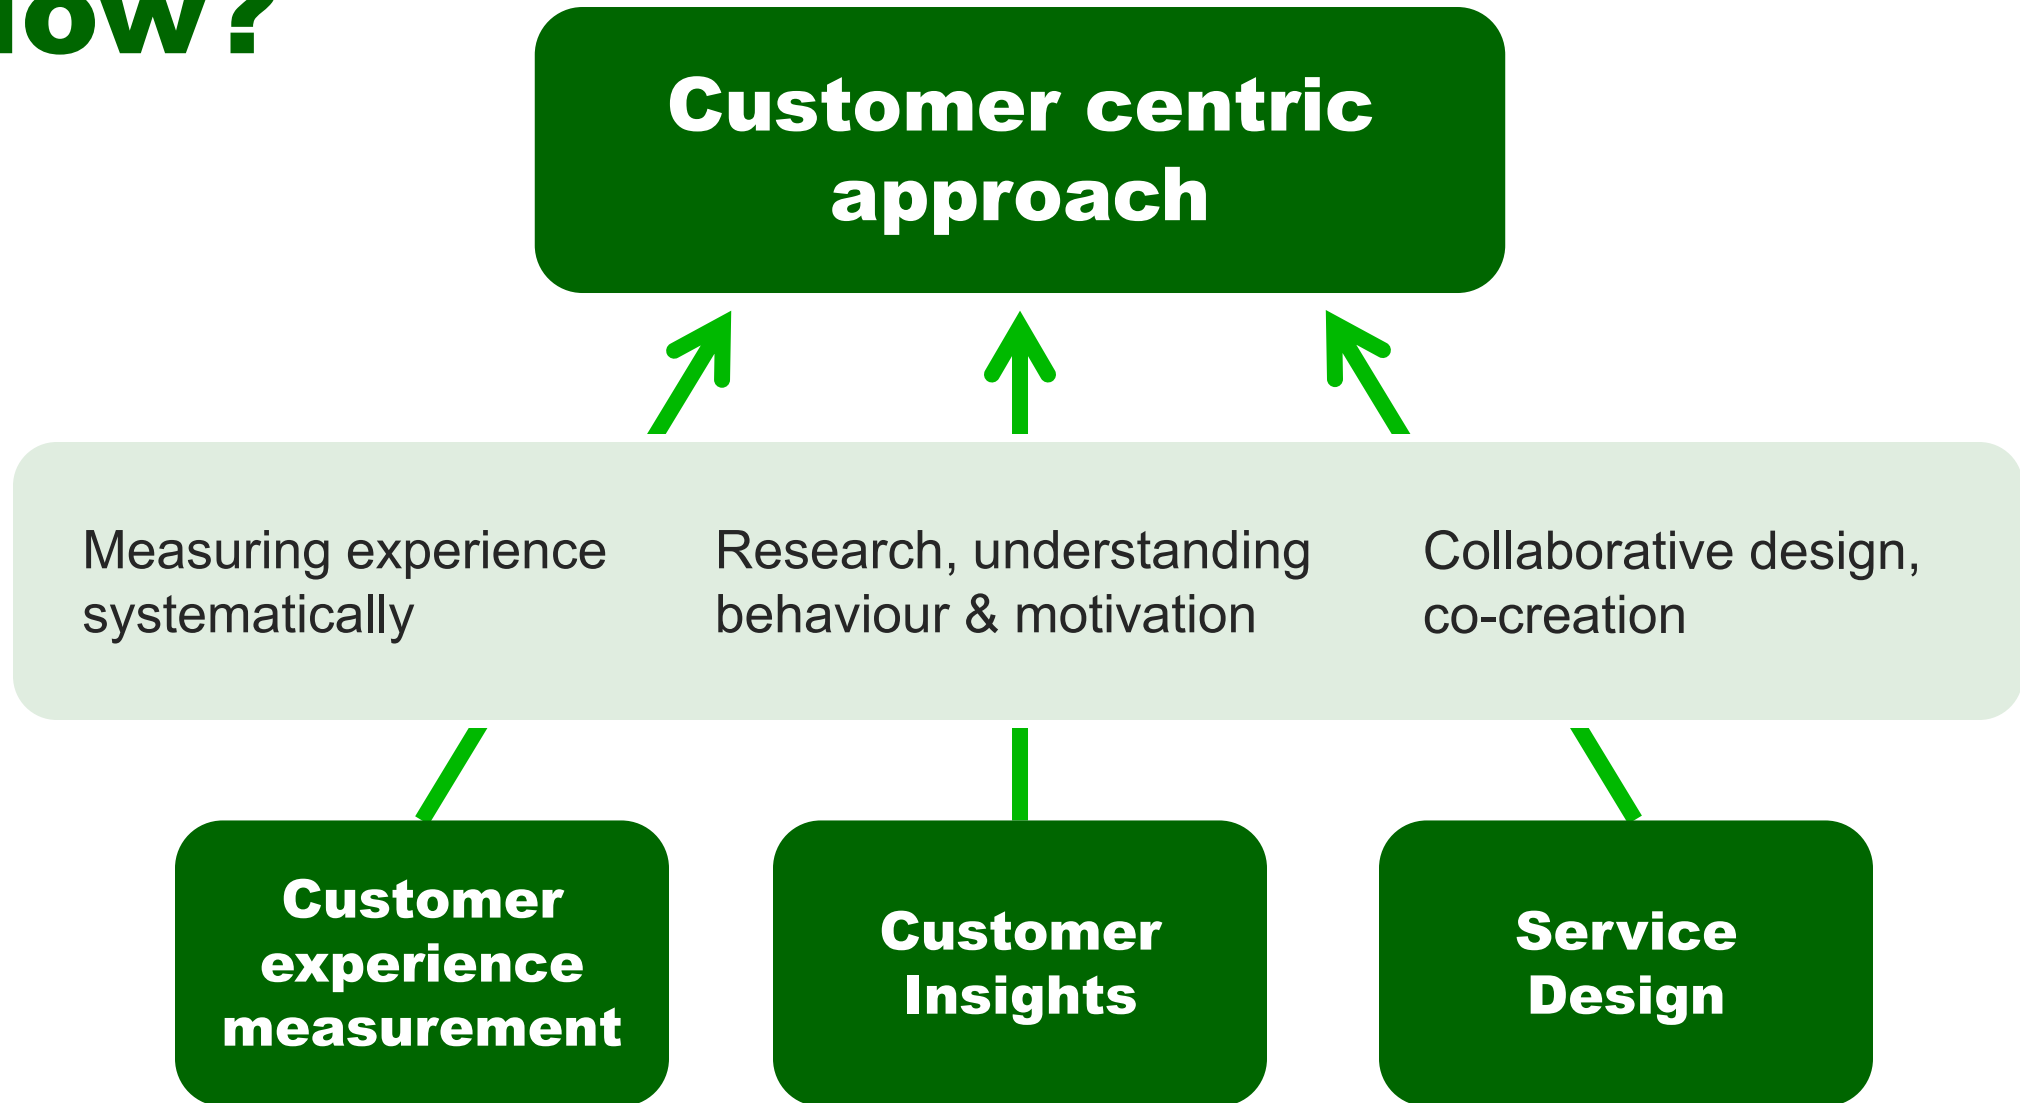 ow?
Customer centric
approach
Measuring experience
systematically
Research, understanding
behaviour & motivation
Collaborative design,
co-creation
Customer
experience
measurement
Customer
Insights
Service
Design